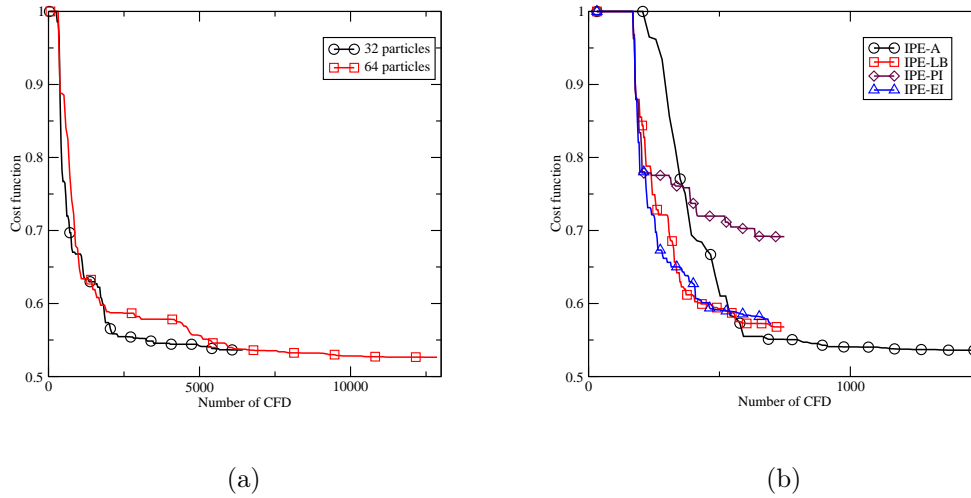 1
0.9
0.8
0.7
0.6
0.5
Cost function
0
5000
10000
Number of CFD
32 particles
64 particles
(a)
1
0.9
0.8
0.7
0.6
0.5
Cost function
0
1000
Number of CFD
IPE-A
IPE-LB
IPE-PI
IPE-EI
(b)